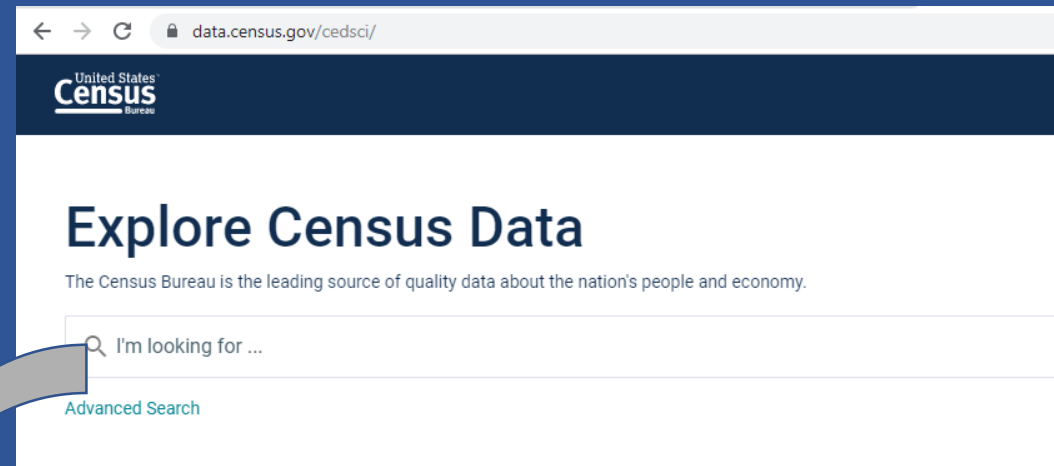 data.census.gov/cedsci/
United States
Census
Bureau
Explore Census Data
The Census Bureau is the leading source of quality data about the nation's people and economy.
I'm looking for ...
Advanced Search